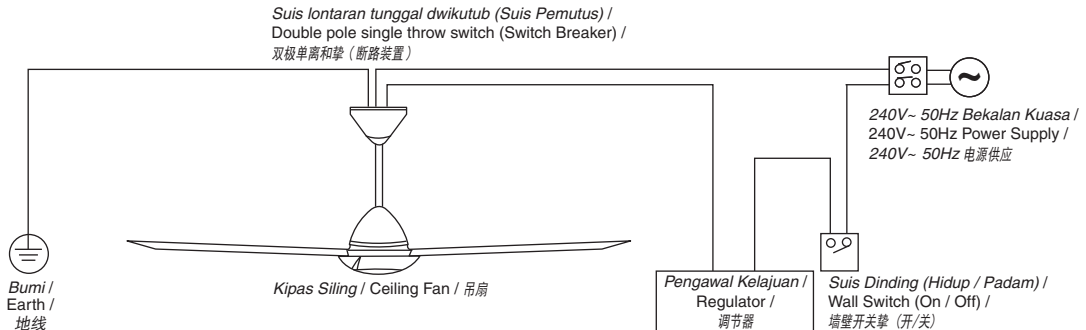 Suis lontaran tunggal dwikutub (Suis Pemutus) /
Double pole single throw switch (Switch Breaker) /
双极单离和挚（断路装置）
~
240V~ 50Hz Bekalan Kuasa /
240V~ 50Hz Power Supply /
240V~ 50Hz 电源供应
Bumi /
Earth /
地线
Kipas Siling / Ceiling Fan / 吊扇
Pengawal Kelajuan /
Regulator /
调节器
Suis Dinding (Hidup / Padam) /
Wall Switch (On / Off) /
墙壁开关挚（开/关）